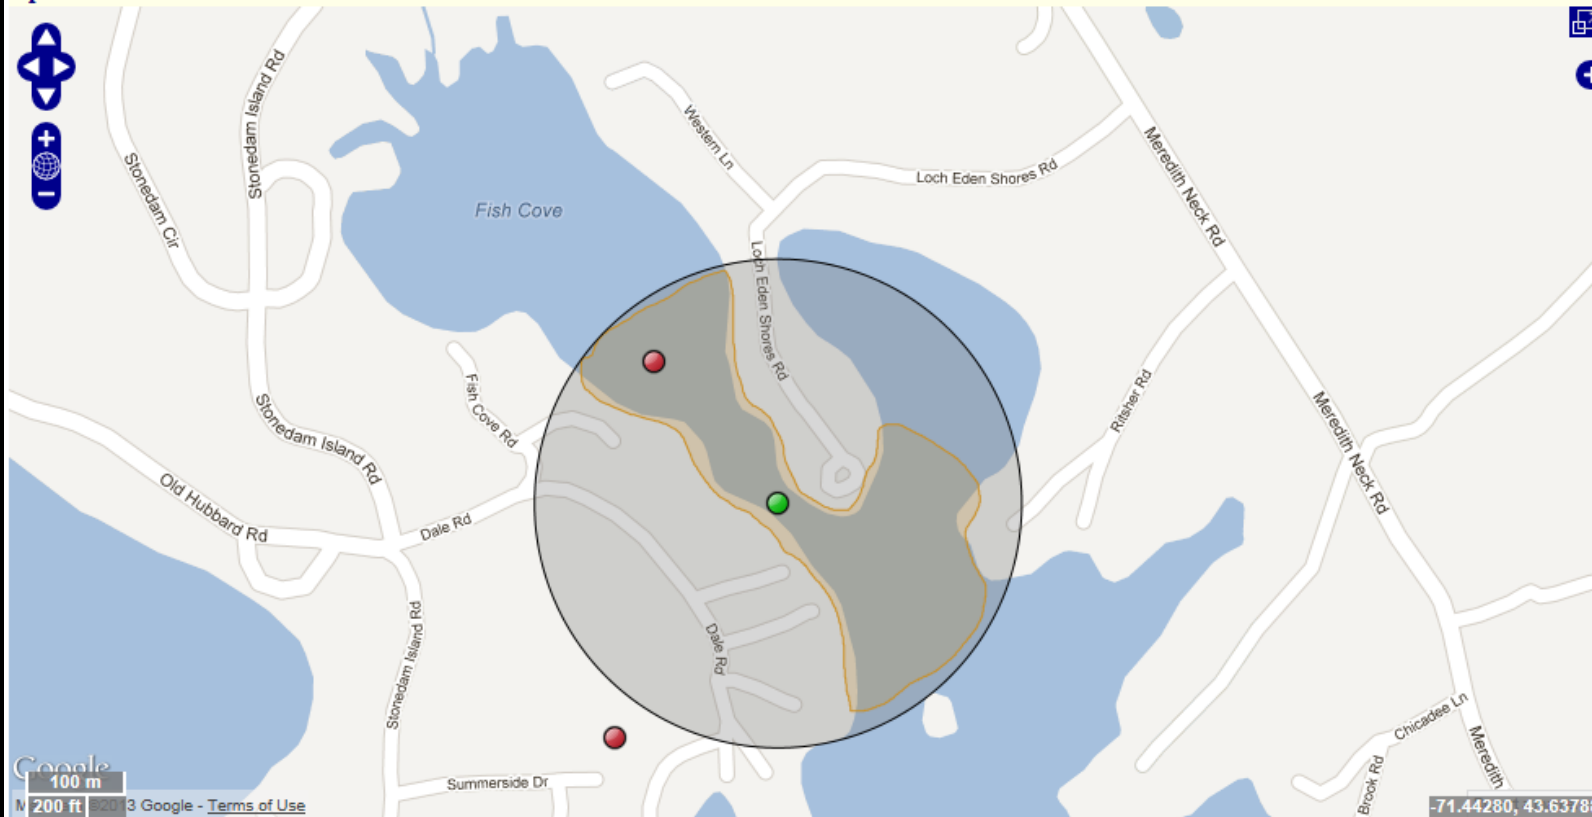 Stonedam Island Rd
Western Ln
Stonedam Cir
Loch Eden Shores Rd
Meredith Neck Rd
Fish Cove
Loch Eden Shores Rd
Fish Cove Rd
Ritsher Rd
Stonedam Island Rd
Meredith Neck Rd
Old Hubbard Rd
Dale Rd
Stonedam Island Rd
Dale Rd
Chicadee Ln
Meredith
Brook Rd
Summerside Dr
Google
100 m
200 ft
©2013 Google - Terms of Use
-71.44280, 43.6378